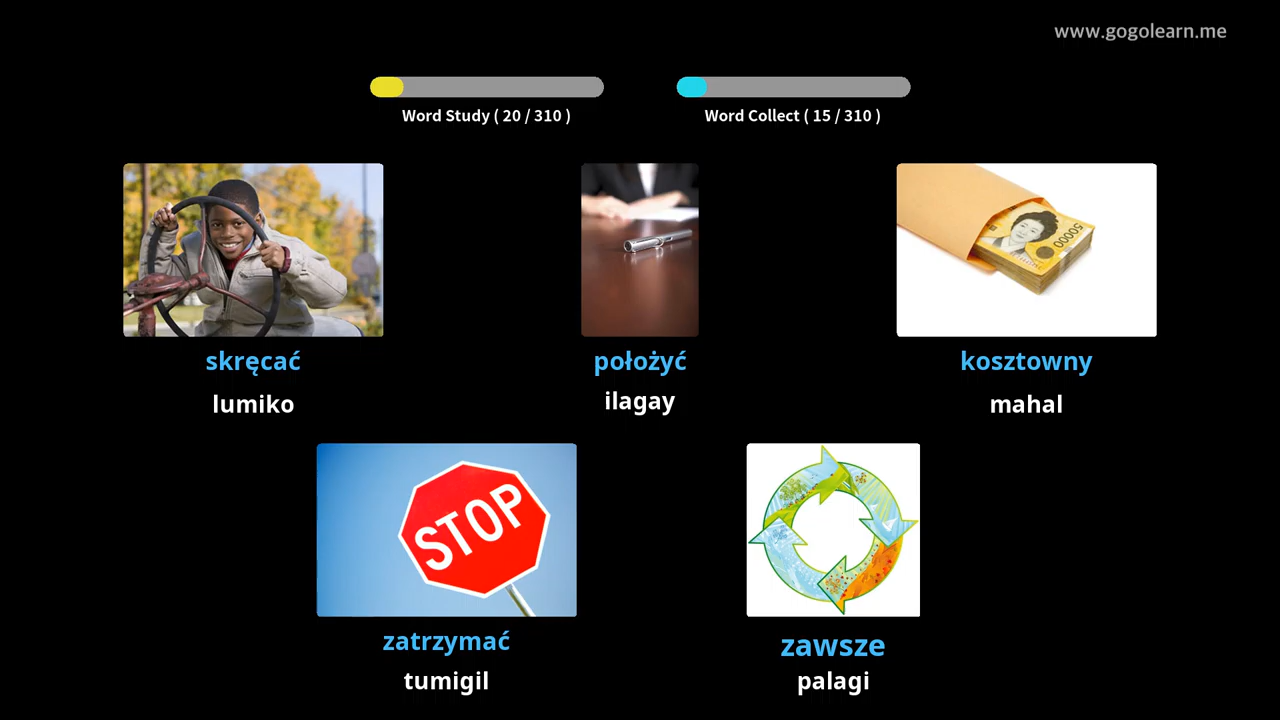 www.gogolearn.me
Word Study ( 20 / 310 )
Word Collect ( 15 / 310 )
50000
skręcać
położyć
kosztowny
lumiko
ilagay
mahal
STOP
zatrzymać
zawsze
tumigil
palagi